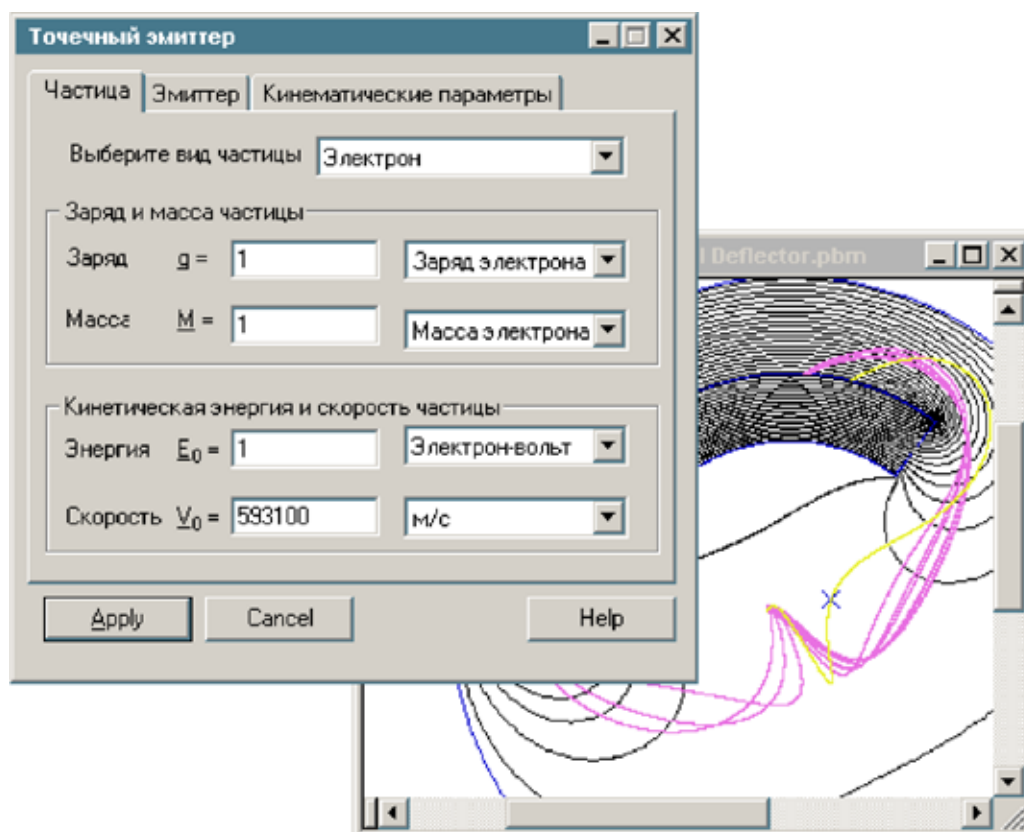 Точечный эмиттер
Частица Эмиттер Кинематические параметры
Выберите вид частицы Электрон
Заряд и масса частицы
Заряд q = 1 Заряд электрона
Масса M = 1 Масса электрона
Кинетическая энергия и скорость частицы
Энергия E₀ = 1 Электрон-вольт
Скорость V₀ = 593100 м/с
Apply Cancel Help
l Deflector.pbm